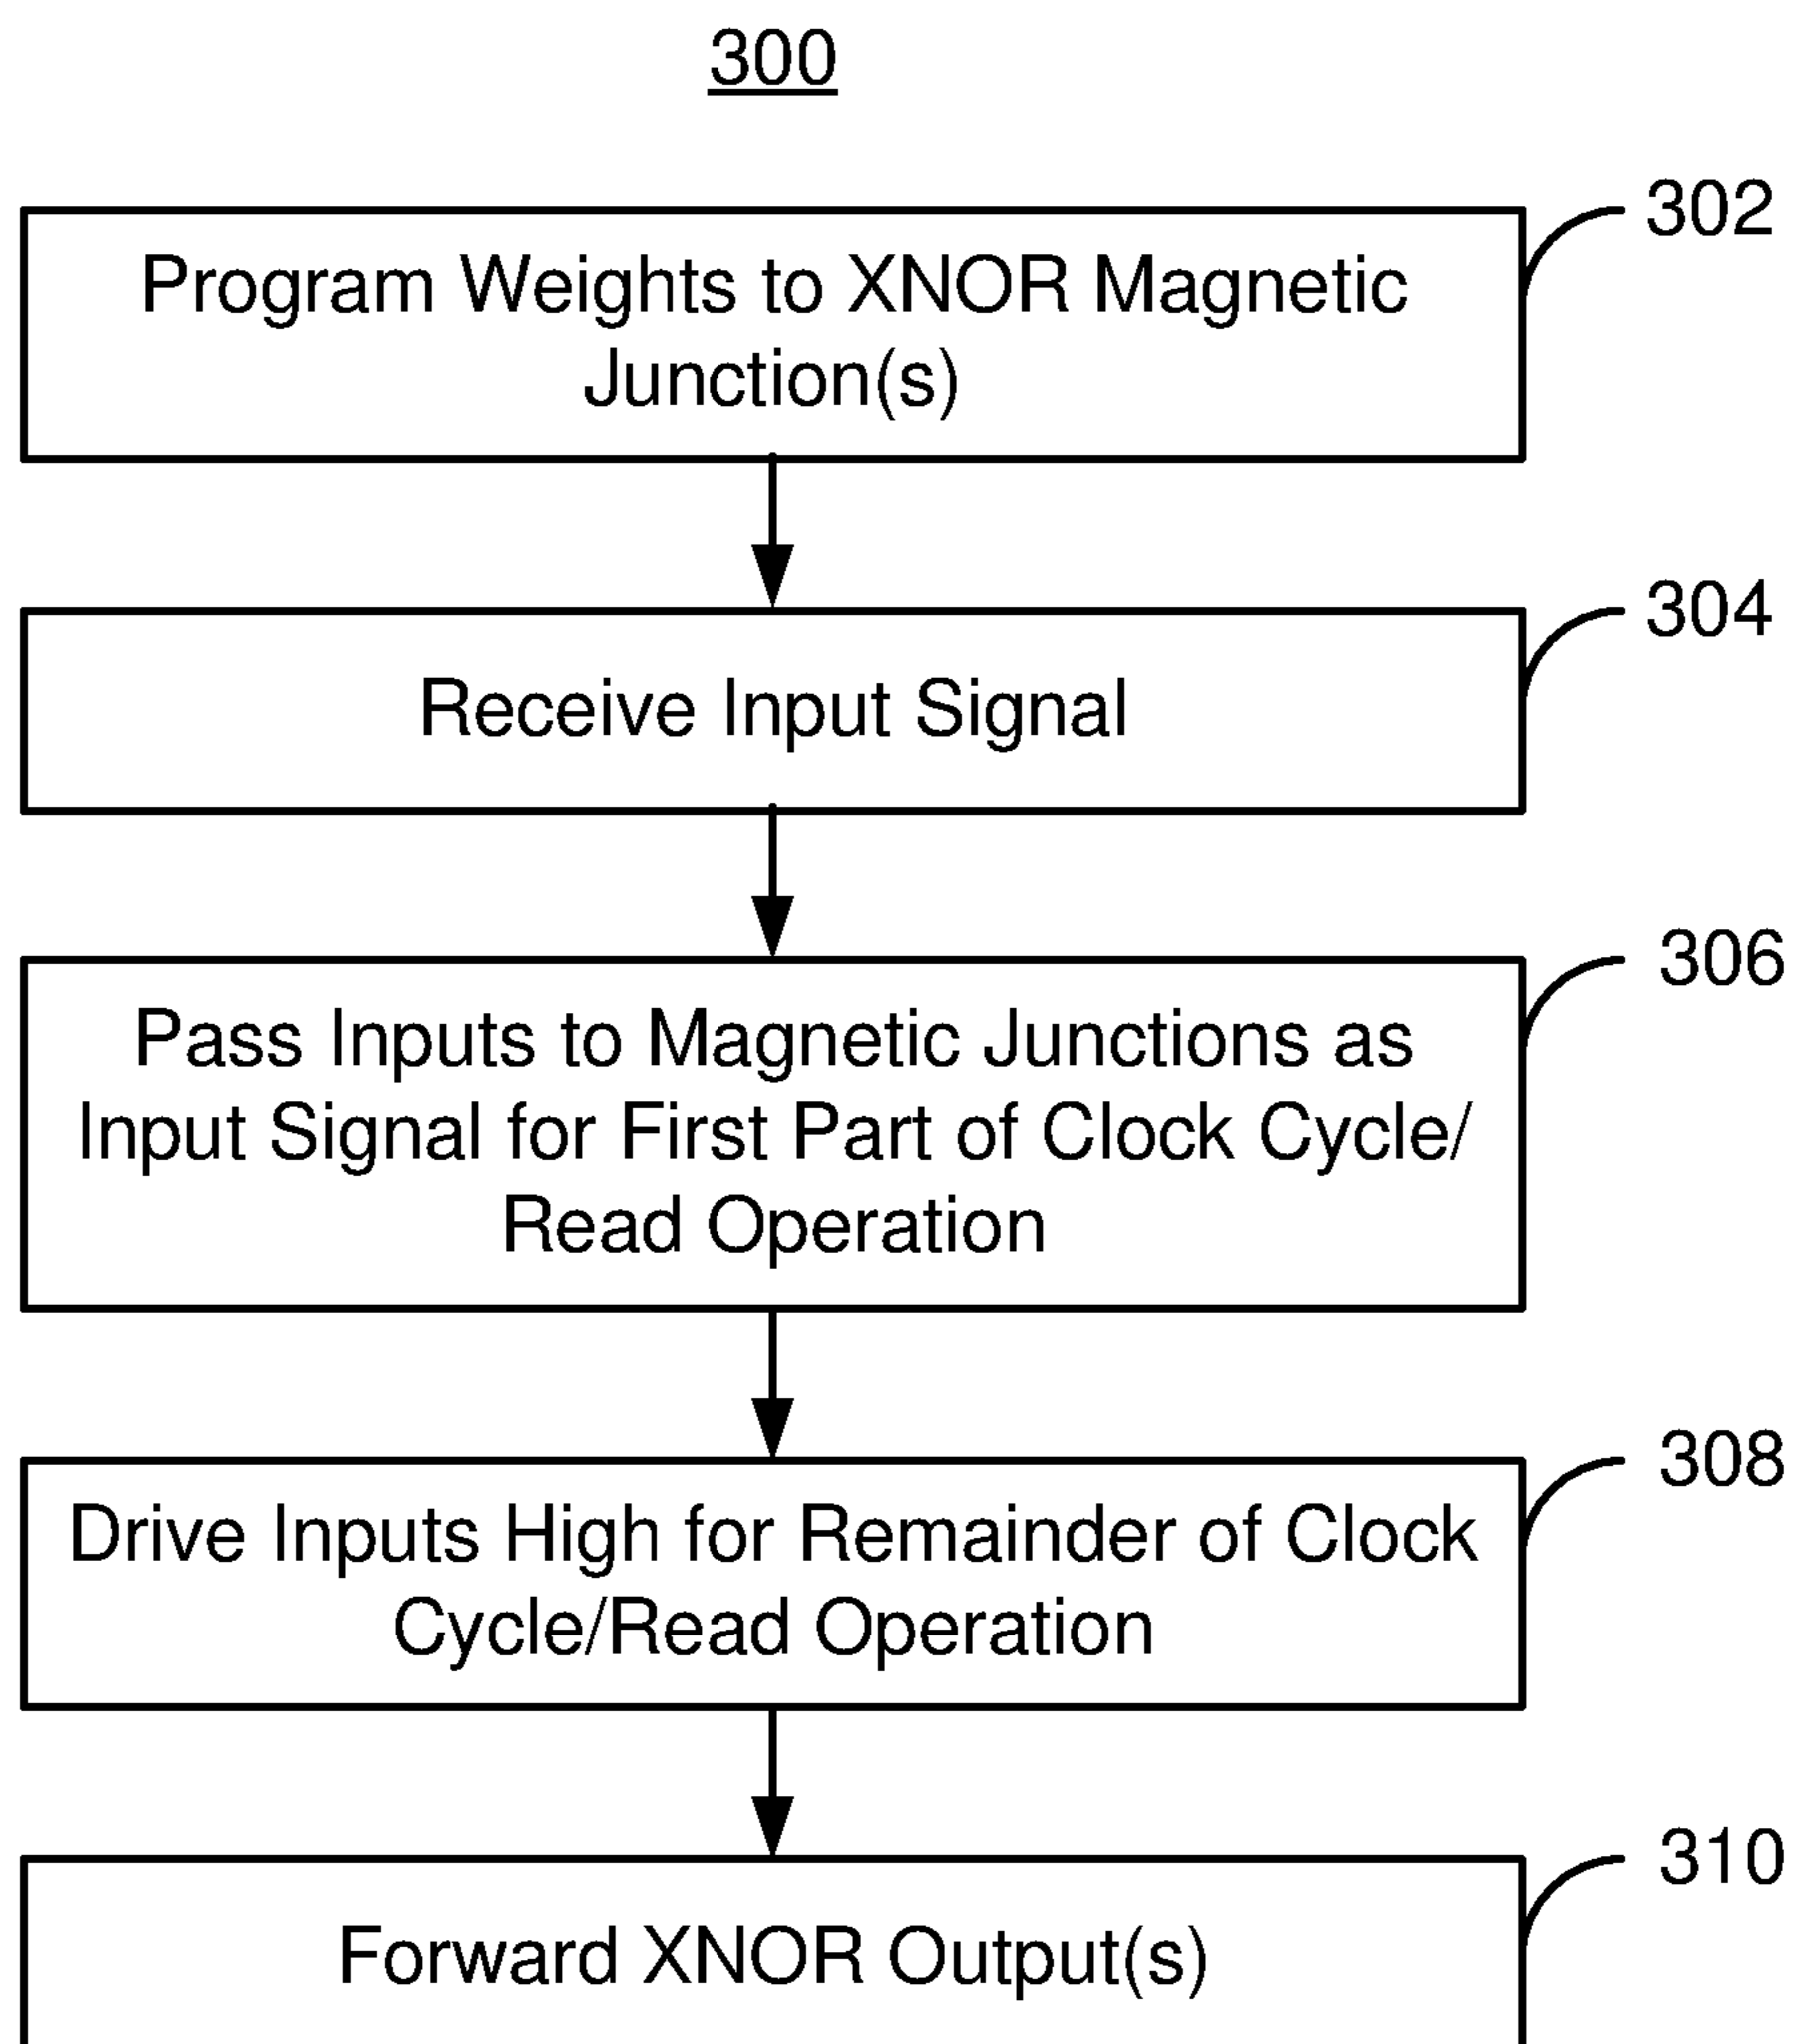 300
302
Program Weights to XNOR Magnetic
Junction(s)
304
Receive Input Signal
306
Pass Inputs to Magnetic Junctions as
Input Signal for First Part of Clock Cycle/
Read Operation
308
Drive Inputs High for Remainder of Clock
Cycle/Read Operation
310
Forward XNOR Output(s)